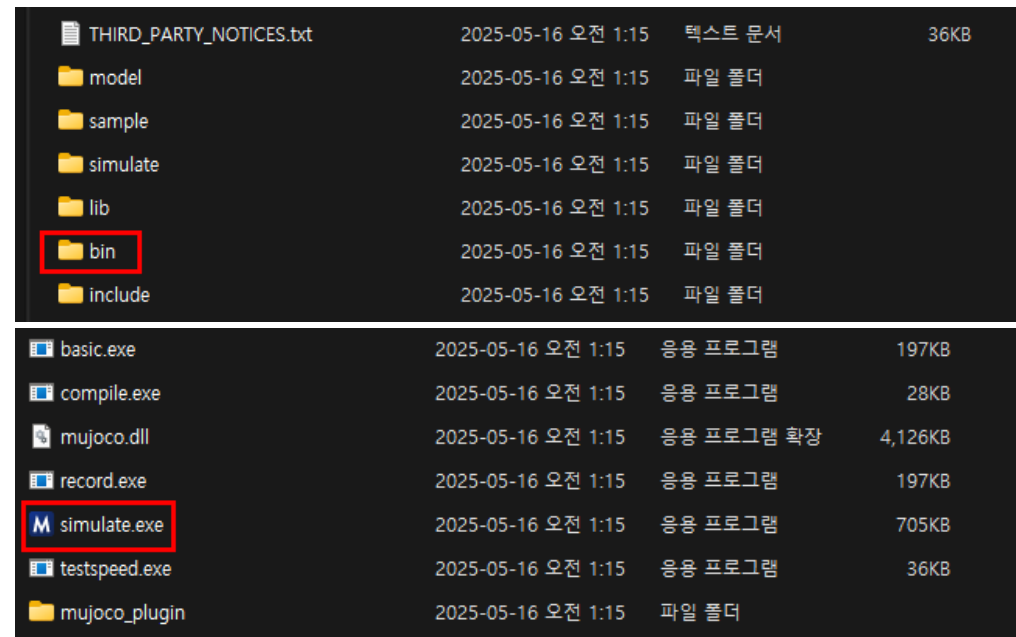 THIRD_PARTY_NOTICES.txt 2025-05-16 오전 1:15 텍스트 문서 36KB
model 2025-05-16 오전 1:15 파일 폴더
sample 2025-05-16 오전 1:15 파일 폴더
simulate 2025-05-16 오전 1:15 파일 폴더
lib 2025-05-16 오전 1:15 파일 폴더
bin 2025-05-16 오전 1:15 파일 폴더
include 2025-05-16 오전 1:15 파일 폴더
basic.exe 2025-05-16 오전 1:15 응용 프로그램 197KB
compile.exe 2025-05-16 오전 1:15 응용 프로그램 28KB
mujoco.dll 2025-05-16 오전 1:15 응용 프로그램 확장 4,126KB
record.exe 2025-05-16 오전 1:15 응용 프로그램 197KB
M simulate.exe 2025-05-16 오전 1:15 응용 프로그램 705KB
testspeed.exe 2025-05-16 오전 1:15 응용 프로그램 36KB
mujoco_plugin 2025-05-16 오전 1:15 파일 폴더